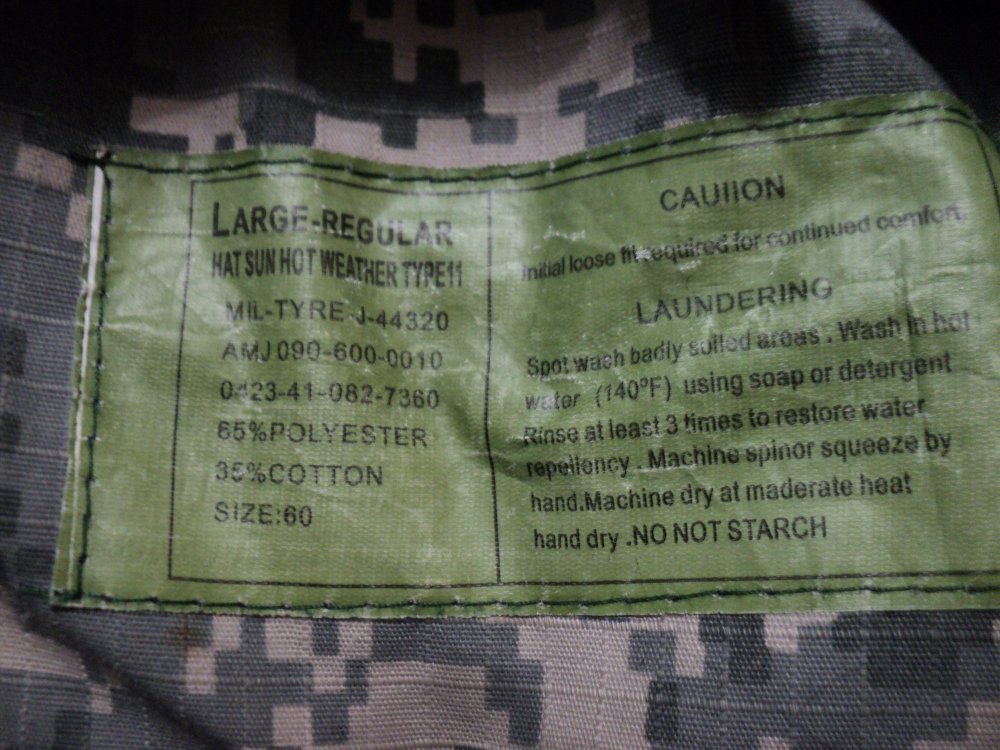 LARGE-REGULAR
HAT SUN HOT WEATHER TYPE11
MIL-TYRE-J-44320
AMJ090-600-0010
0423-41-082-7360
65%POLYESTER
35%COTTON
SIZE:60
CAUIION
Initial loose fit required for continued comfort.
LAUNDERING
Spot wach badly soiled areas . Wash in hot
water (140°F) using soap or detergent
Rinse at least 3 times to restore water
repellency . Machine spinor squeeze by
hand.Machine dry at maderate heat
hand dry .NO NOT STARCH